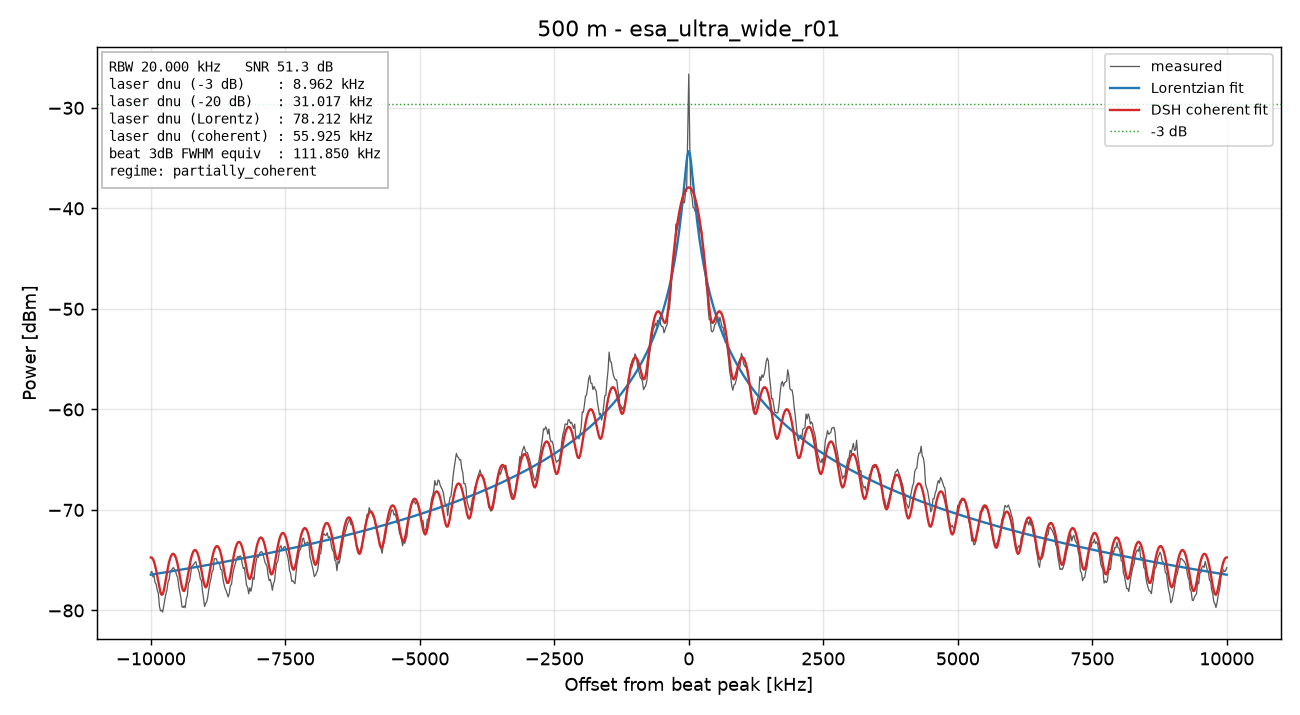 500 m - esa_ultra_wide_r01
RBW 20.000 kHz   SNR 51.3 dB
laser dnu (-3 dB)    : 8.962 kHz
laser dnu (-20 dB)   : 31.017 kHz
laser dnu (Lorentz)  : 78.212 kHz
laser dnu (coherent) : 55.925 kHz
beat 3dB FWHM equiv  : 111.850 kHz
regime: partially_coherent
measured
Lorentzian fit
DSH coherent fit
-3 dB
Power [dBm]
−30
−40
−50
−60
−70
−80
−10000
−7500
−5000
−2500
0
2500
5000
7500
10000
Offset from beat peak [kHz]